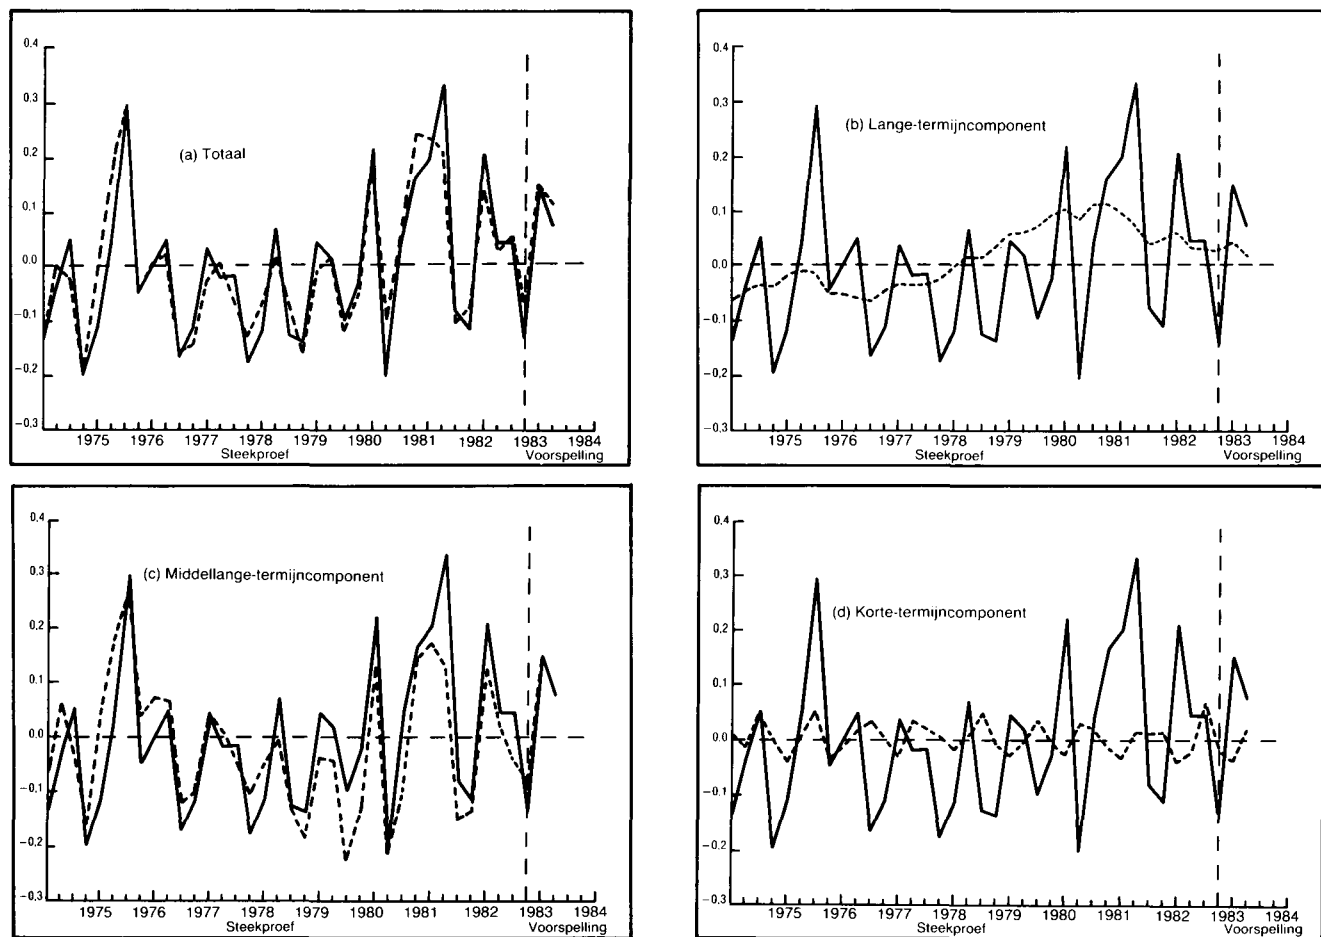 0.4
0.3
0.2
0.1
0.0
−0.1
−0.2
−0.3
(a) Totaal
1975 1976 1977 1978 1979 1980 1981 1982 1983 1984
Steekproef Voorspelling
0.4
0.3
0.2
0.1
0.0
−0.1
−0,2
−0.3
(b) Lange-termijncomponent
1975 1976 1977 1978 1979 1980 1981 1982 1983 1984
Steekproef Voorspelling
0.4
0.3
0.2
0.1
0.0
−0.1
−0.2
−0.3
(c) Middellange-termijncomponent
1975 1976 1977 1978 1979 1980 1981 1982 1983 1984
Steekproef Voorspelling
0.4
0.3
0.2
0.1
0.0
−0.1
−0.2
−0.3
(d) Korte-termijncomponent
1975 1976 1977 1978 1979 1980 1981 1982 1983 1984
Steekproef Voorspelling